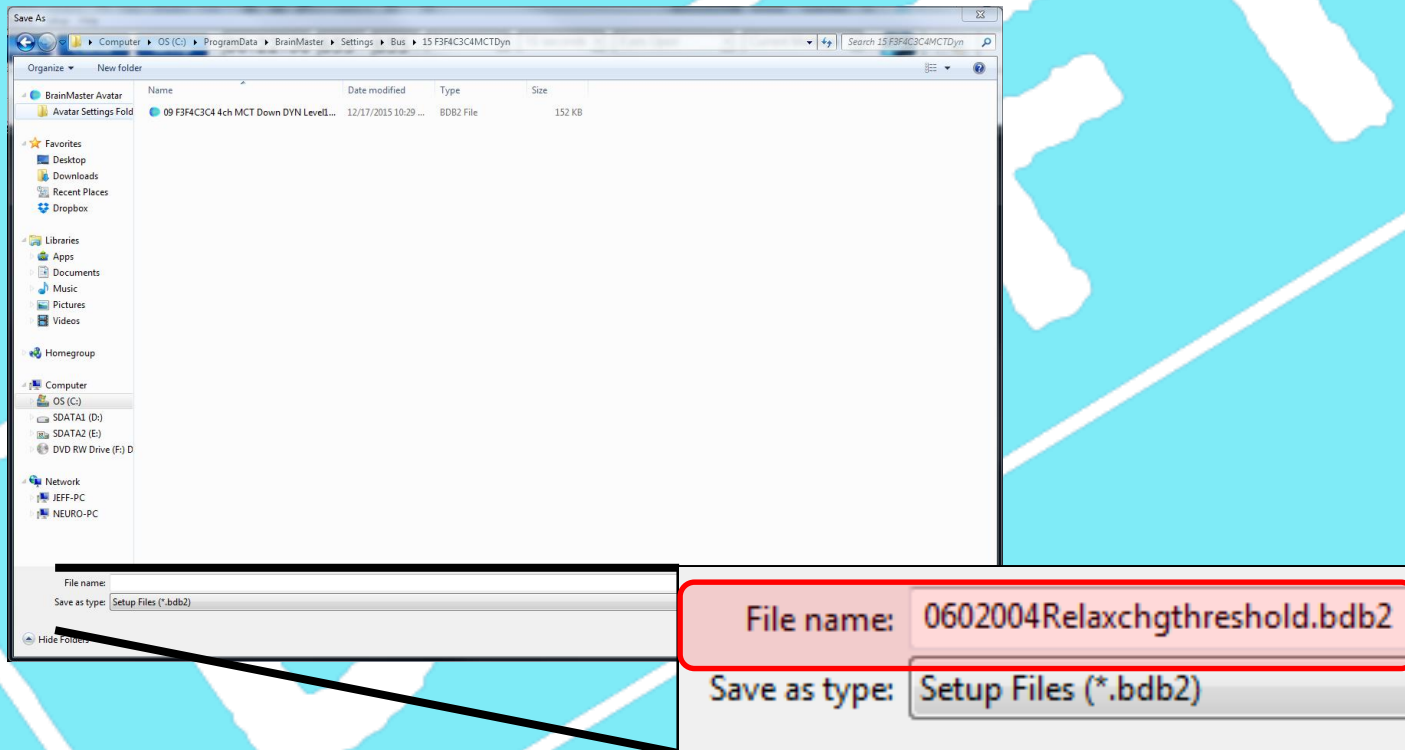 Save As
Computer ▸ OS (C:) ▸ ProgramData ▸ BrainMaster ▸ Settings ▸ Bus ▸ 15 F3F4C3C4MCTDyn
Search 15 F3F4C3C4MCTDyn
Organize
New folder
Name Date modified Type Size
09 F3F4C3C4 4ch MCT Down DYN Level1... 12/17/2015 10:29 ... BDB2 File 152 KB
BrainMaster Avatar
Avatar Settings Fold
Favorites
Desktop
Downloads
Recent Places
Dropbox
Libraries
Apps
Documents
Music
Pictures
Videos
Homegroup
Computer
OS (C:)
SDATA1 (D:)
SDATA2 (E:)
DVD RW Drive (F:) D
Network
JEFF-PC
NEURO-PC
File name:
Save as type: Setup Files (*.bdb2)
Hide Folders
File name: 0602004Relaxchgthreshold.bdb2
Save as type: Setup Files (*.bdb2)